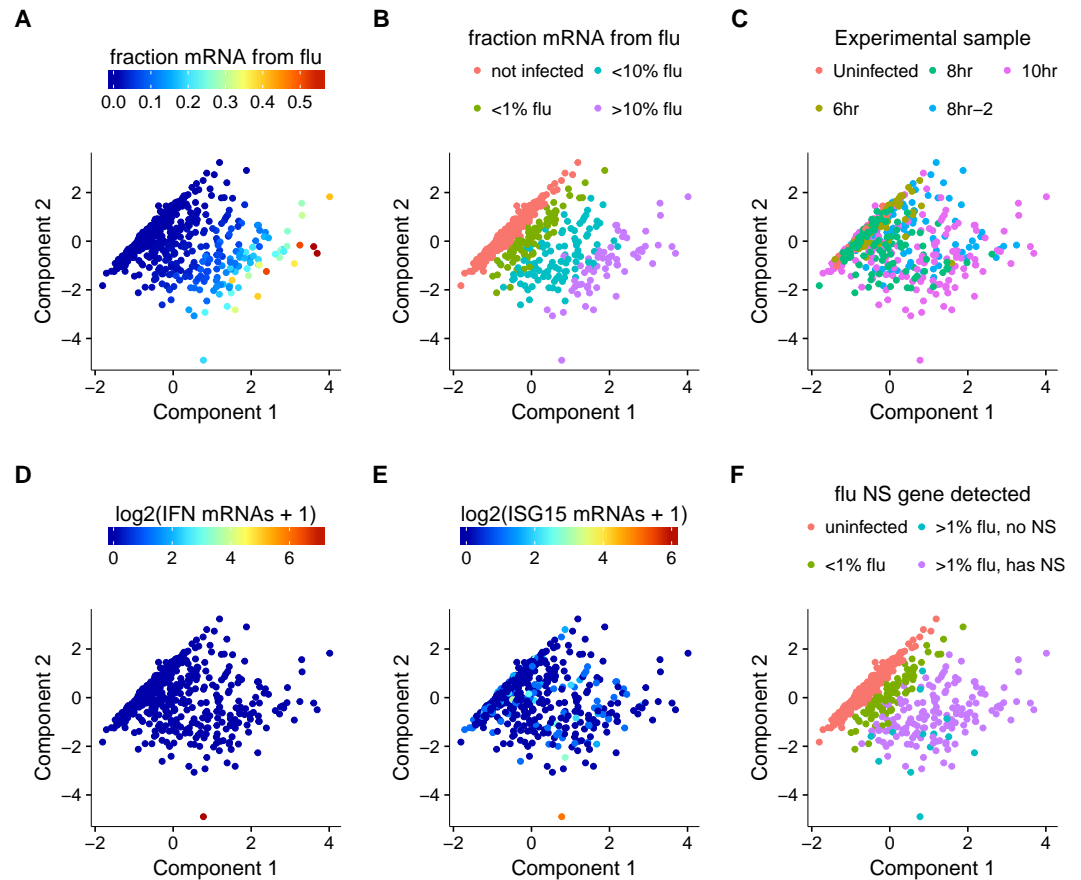 A
fraction mRNA from flu
0.0 0.1 0.2 0.3 0.4 0.5
Component 2
2
0
−2
−4
−2 0 2 4
Component 1
B
fraction mRNA from flu
not infected <10% flu
<1% flu >10% flu
Component 2
2
0
−2
−4
−2 0 2 4
Component 1
C
Experimental sample
Uninfected 8hr 10hr
6hr 8hr−2
Component 2
2
0
−2
−4
−2 0 2 4
Component 1
D
log2(IFN mRNAs + 1)
0 2 4 6
Component 2
2
0
−2
−4
−2 0 2 4
Component 1
E
log2(ISG15 mRNAs + 1)
0 2 4 6
Component 2
2
0
−2
−4
−2 0 2 4
Component 1
F
flu NS gene detected
uninfected >1% flu, no NS
<1% flu >1% flu, has NS
Component 2
2
0
−2
−4
−2 0 2 4
Component 1